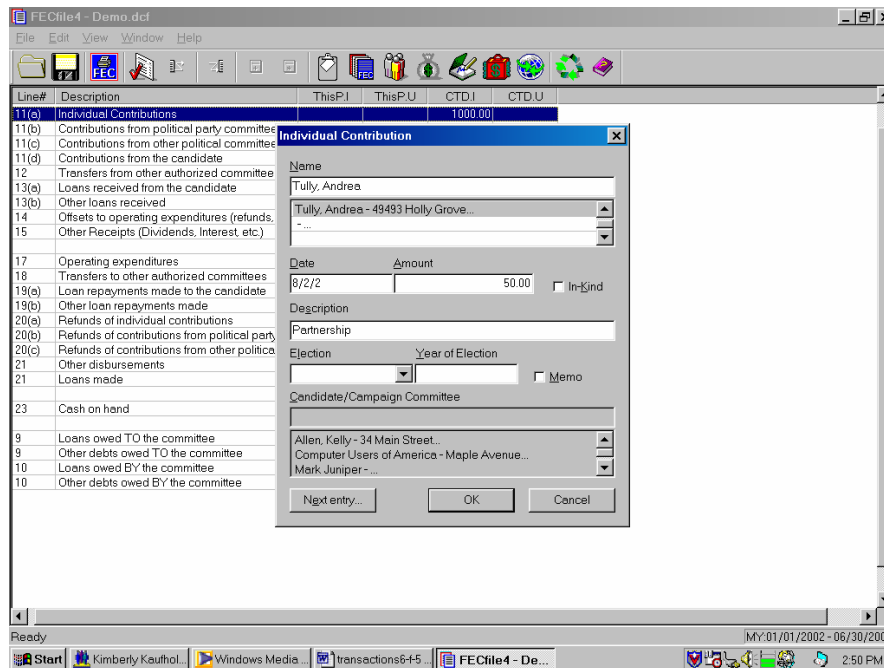 FECfile4 - Demo.dcf
File Edit View Window Help
FEC FEC
Line# Description ThisP.I ThisP.U CTD.I CTD.U
11(a) Individual Contributions 1000.00
11(b) Contributions from political party committee
11(c) Contributions from other political committee
11(d) Contributions from the candidate
12 Transfers from other authorized committee
13(a) Loans received from the candidate
13(b) Other loans received
14 Offsets to operating expenditures (refunds,
15 Other Receipts (Dividends, Interest, etc.)
17 Operating expenditures
18 Transfers to other authorized committees
19(a) Loan repayments made to the candidate
19(b) Other loan repayments made
20(a) Refunds of individual contributions
20(b) Refunds of contributions from political party
20(c) Refunds of contributions from other politica
21 Other disbursements
21 Loans made
23 Cash on hand
9 Loans owed TO the committee
9 Other debts owed TO the committee
10 Loans owed BY the committee
10 Other debts owed BY the committee
Individual Contribution
Name
Tully, Andrea
Tully, Andrea - 49493 Holly Grove...
- ...
Date Amount
8/2/2 50.00 In-Kind
Description
Partnership
Election Year of Election
Memo
Candidate/Campaign Committee
Allen, Kelly - 34 Main Street...
Computer Users of America - Maple Avenue...
Mark Juniper - ...
Next entry... OK Cancel
Ready MY:01/01/2002 - 06/30/200
Start Kimberly Kaufhol... Windows Media ... transactions6-f-5 ... FECfile4 - De... 2:50 PM